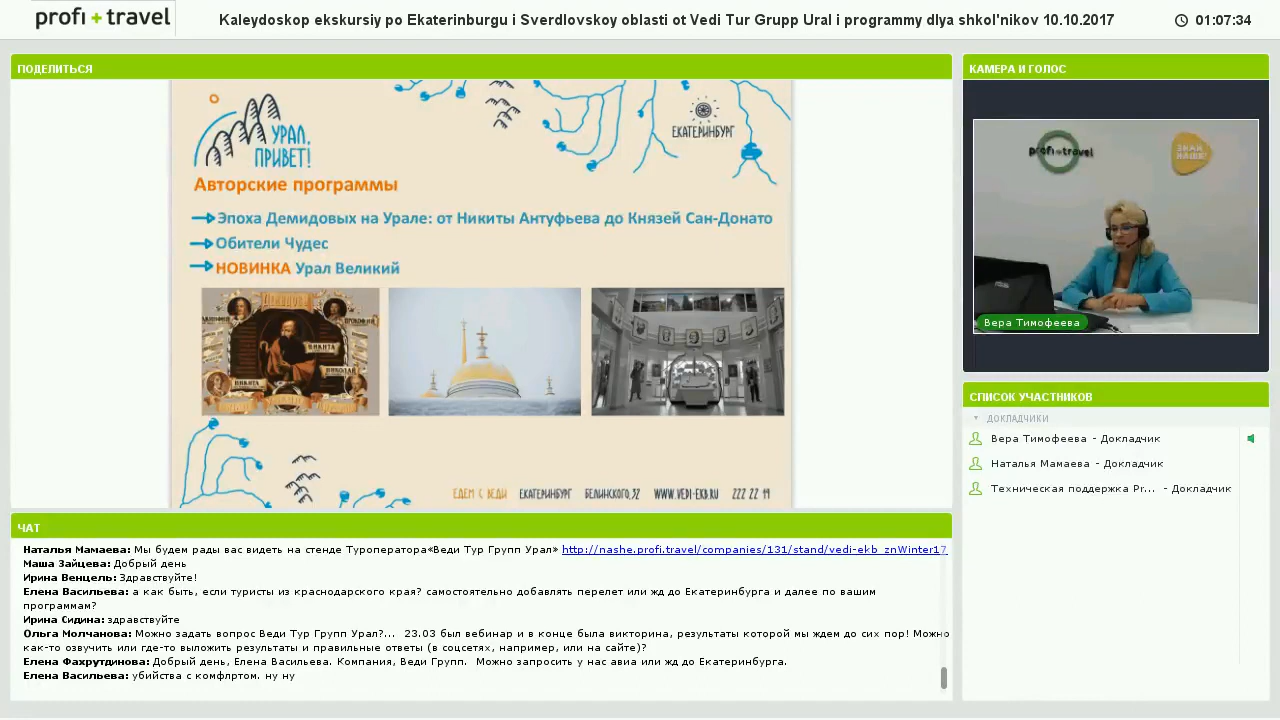 profi + travel
Kaleydoskop ekskursiy po Ekaterinburgu i Sverdlovskoy oblasti ot Vedi Tur Grupp Ural i programmy dlya shkol'nikov 10.10.2017
01:07:34
ПОДЕЛИТЬСЯ
УРАЛ,
ПРИВЕТ!
ЕКАТЕРИНБУРГ
Авторские программы
Эпоха Демидовых на Урале: от Никиты Антуфьева до Князей Сан-Донато
Обители Чудес
НОВИНКА Урал Великий
НИКИТА
НИКИТА
ЕДЕМ С ВЕДИ ЕКАТЕРИНБУРГ БЕЛИНСКОГО,32 WWW.VEDI-EKB.RU 222 22 19
КАМЕРА И ГОЛОС
profi travel
ЗНАЙ
НАШЕ!
Вера Тимофеева
СПИСОК УЧАСТНИКОВ
ДОКЛАДЧИКИ
Вера Тимофеева - Докладчик
Наталья Мамаева - Докладчик
Техническая поддержка Pr... - Докладчик
ЧАТ
Наталья Мамаева: Мы будем рады вас видеть на стенде Туроператора«Веди Тур Групп Урал» http://nashe.profi.travel/companies/131/stand/vedi-ekb_znWinter17
Маша Зайцева: Добрый день
Ирина Венцель: Здравствуйте!
Елена Васильева: а как быть, если туристы из краснодарского края? самостоятельно добавлять перелет или жд до Екатеринбурга и далее по вашим
программам?
Ирина Сидина: здравствуйте
Ольга Молчанова: Можно задать вопрос Веди Тур Групп Урал?... 23.03 был вебинар и в конце была викторина, результаты которой мы ждем до сих пор! Можно
как-то озвучить или где-то выложить результаты и правильные ответы (в соцсетях, например, или на сайте)?
Елена Фахрутдинова: Добрый день, Елена Васильева. Компания, Веди Групп. Можно запросить у нас авиа или жд до Екатеринбурга.
Елена Васильева: убийства с комфлртом. ну ну